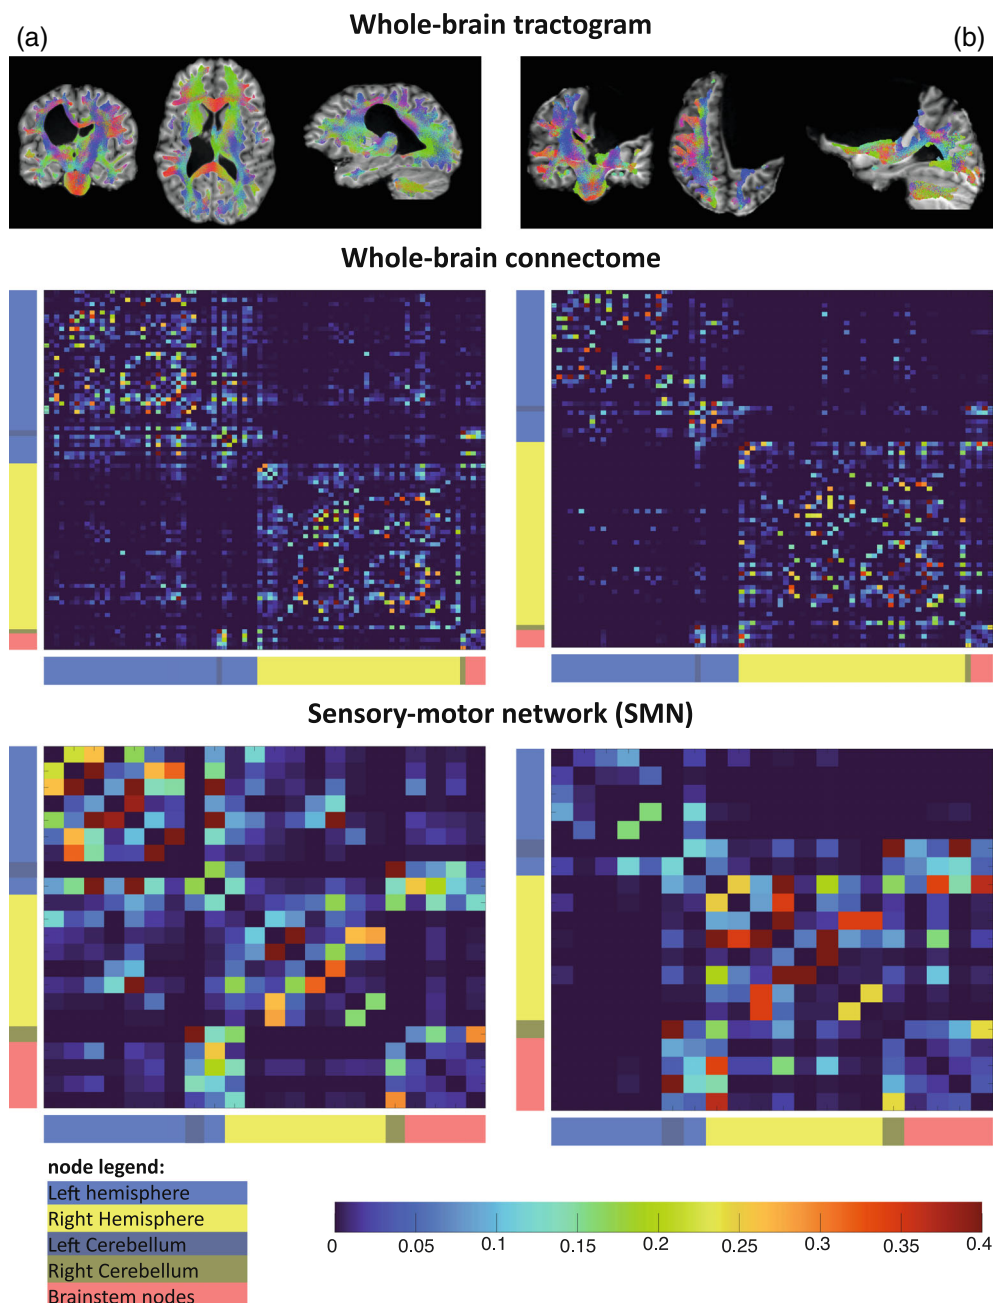 Whole-brain tractogram
(a)
(b)
Whole-brain connectome
Sensory-motor network (SMN)
node legend:
Left hemisphere
Right Hemisphere
Left Cerebellum
Right Cerebellum
Brainstem nodes
0 0.05 0.1 0.15 0.2 0.25 0.3 0.35 0.4